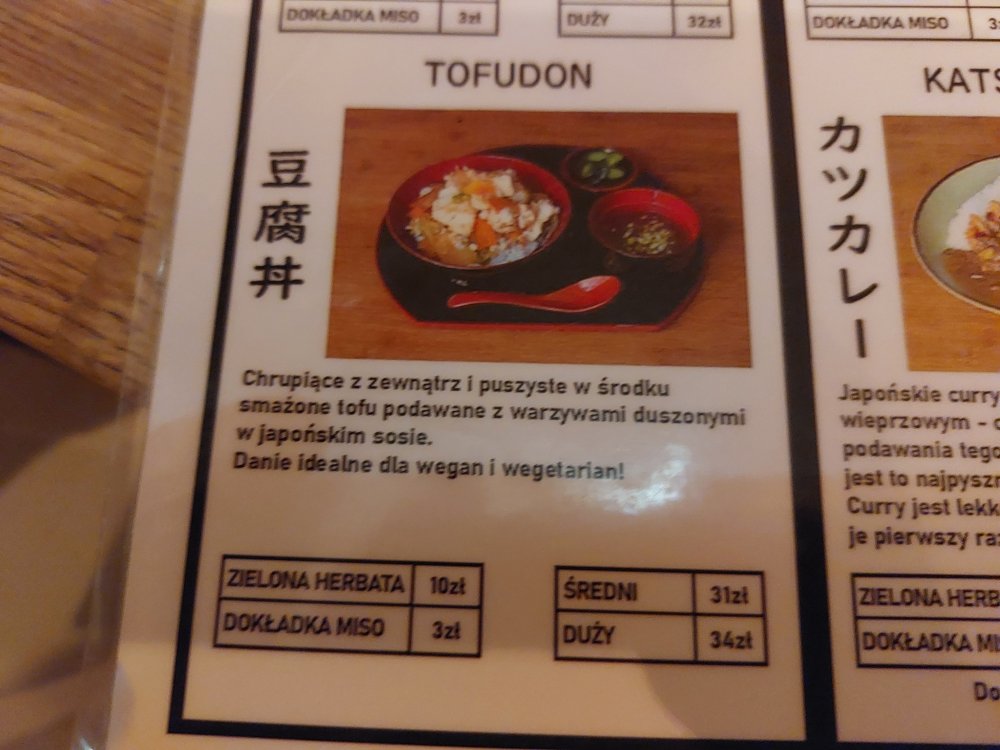 DOKŁADKA MISO 3zł
DUŻY 32zł
DOKŁADKA MISO
TOFUDON
豆腐丼
Chrupiące z zewnątrz i puszyste w środku
smażone tofu podawane z warzywami duszonymi
w japońskim sosie.
Danie idealne dla wegan i wegetarian!
ZIELONA HERBATA 10zł
DOKŁADKA MISO 3zł
ŚREDNI 31zł
DUŻY 34zł
KATS
カツカレー
Japońskie curry
wieprzowym -
podawania tego
jest to
Curry jest
je pierwszy
ZIELONA HERB
DOKŁADKA MI
Do